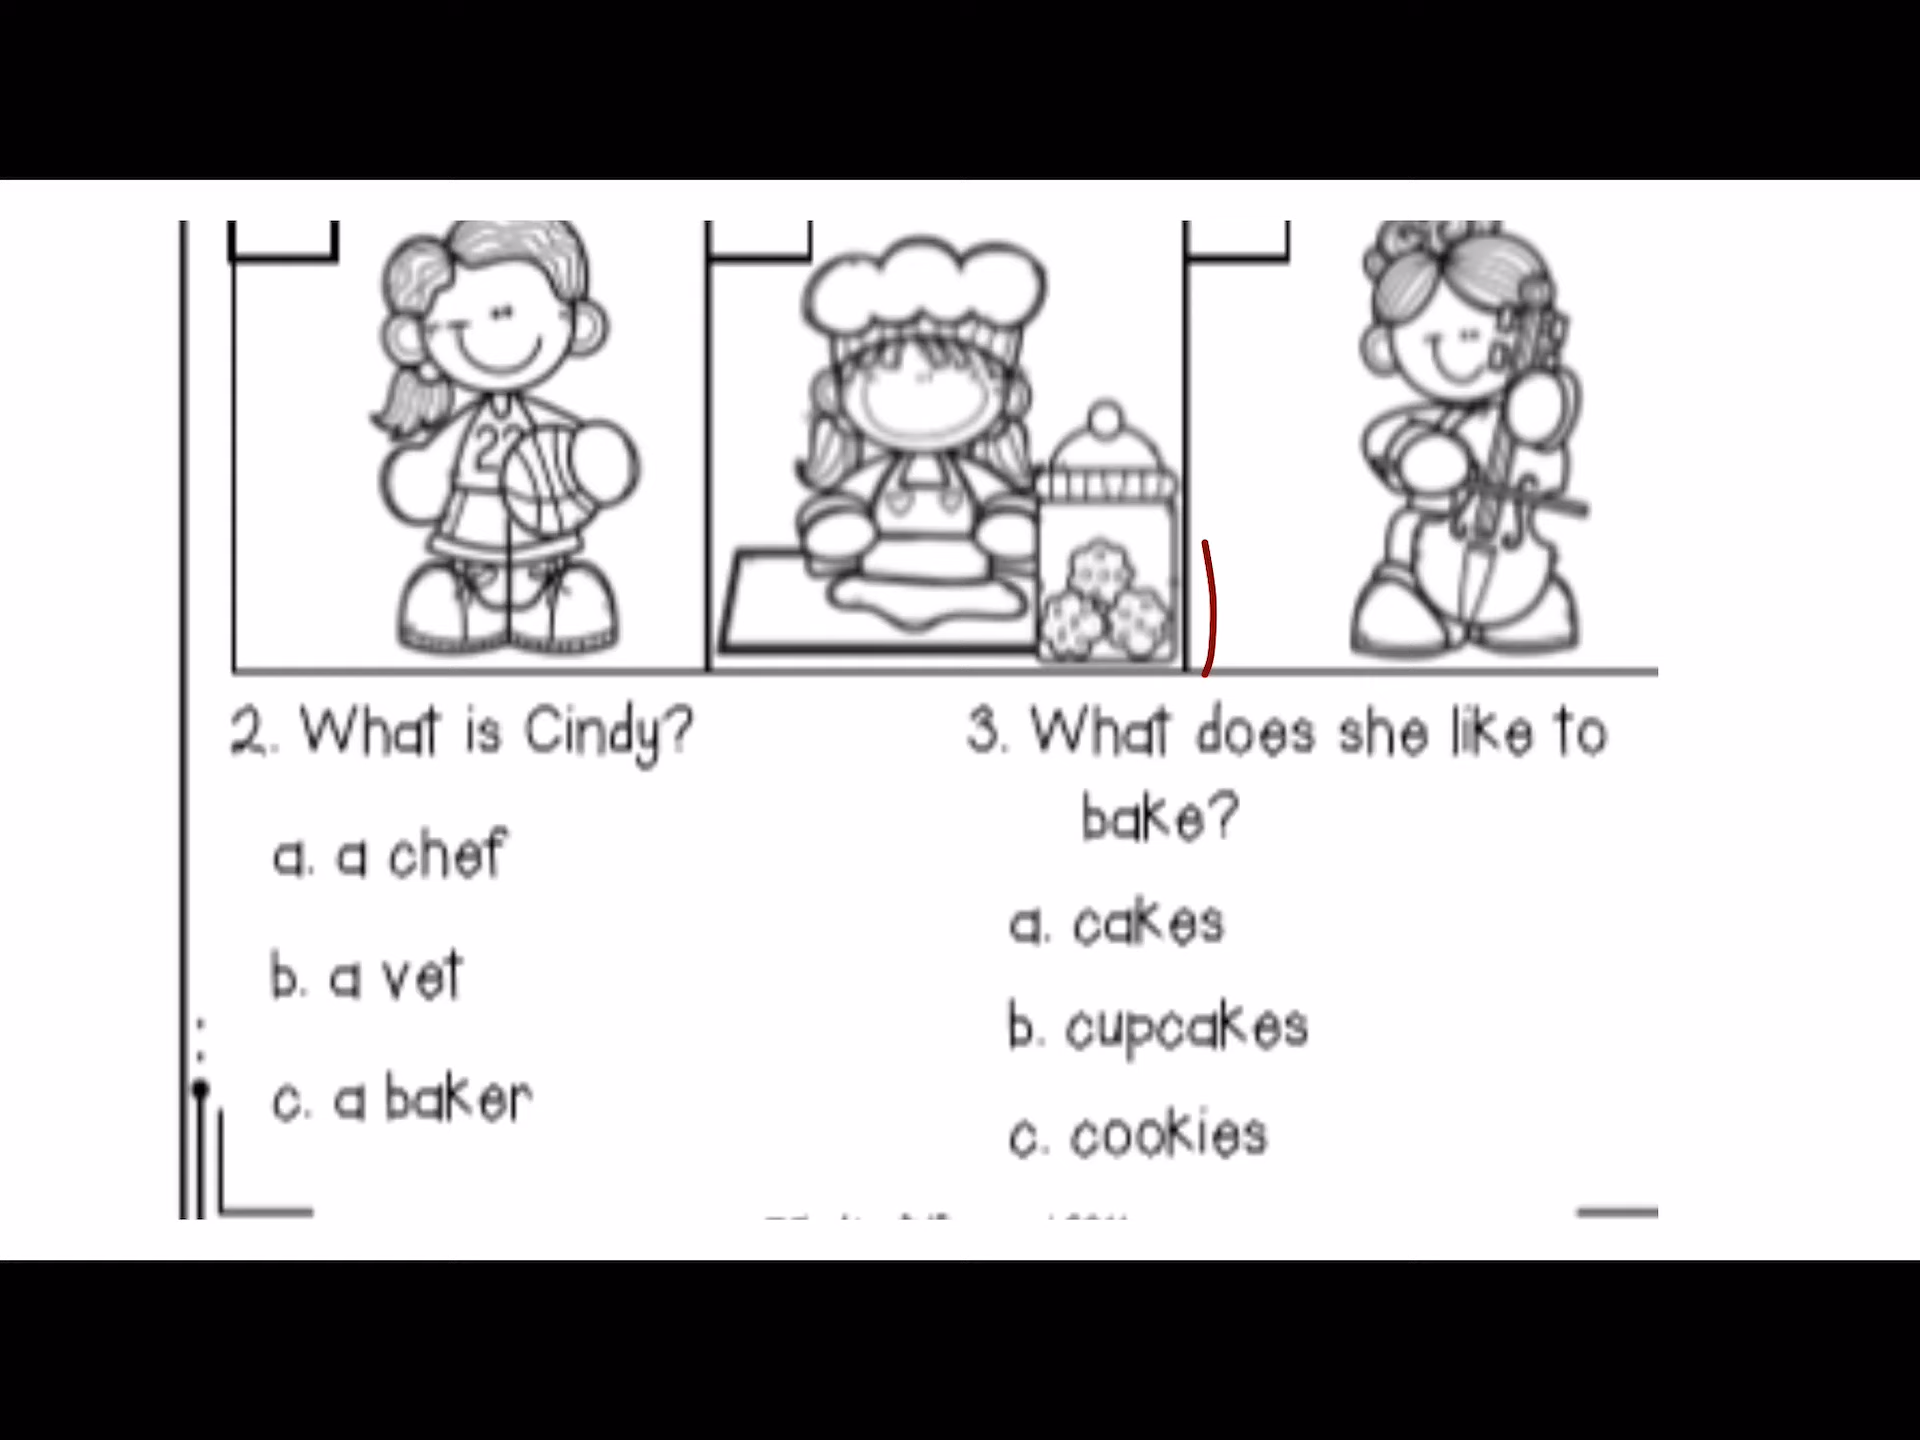 22
2. What is Cindy?
a. a chef
b. a vet
c. a baker
3. What does she like to
bake?
a. cakes
b. cupcakes
c. cookies